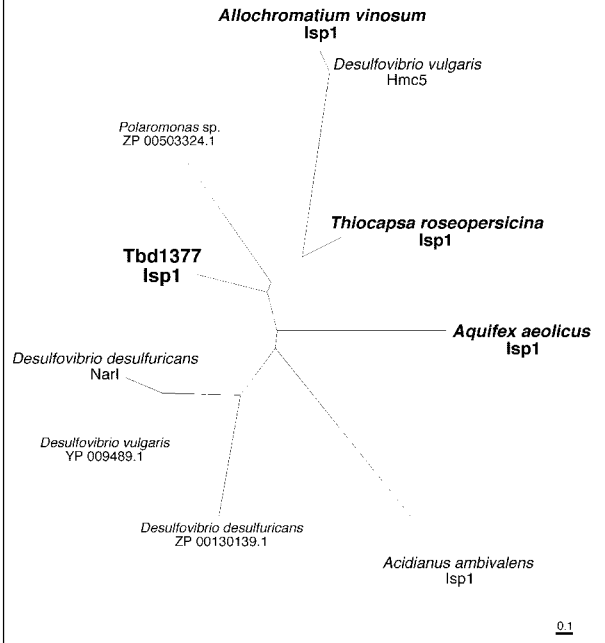 Allochromatium vinosum
Isp1
Desulfovibrio vulgaris
Hmc5
Polaromonas sp.
ZP 00503324.1
Thiocapsa roseopersicina
Isp1
Tbd1377
Isp1
Aquifex aeolicus
Isp1
Desulfovibrio desulfuricans
NarI
Desulfovibrio vulgaris
YP 009489.1
Desulfovibrio desulfuricans
ZP 00130139.1
Acidianus ambivalens
Isp1
0.1